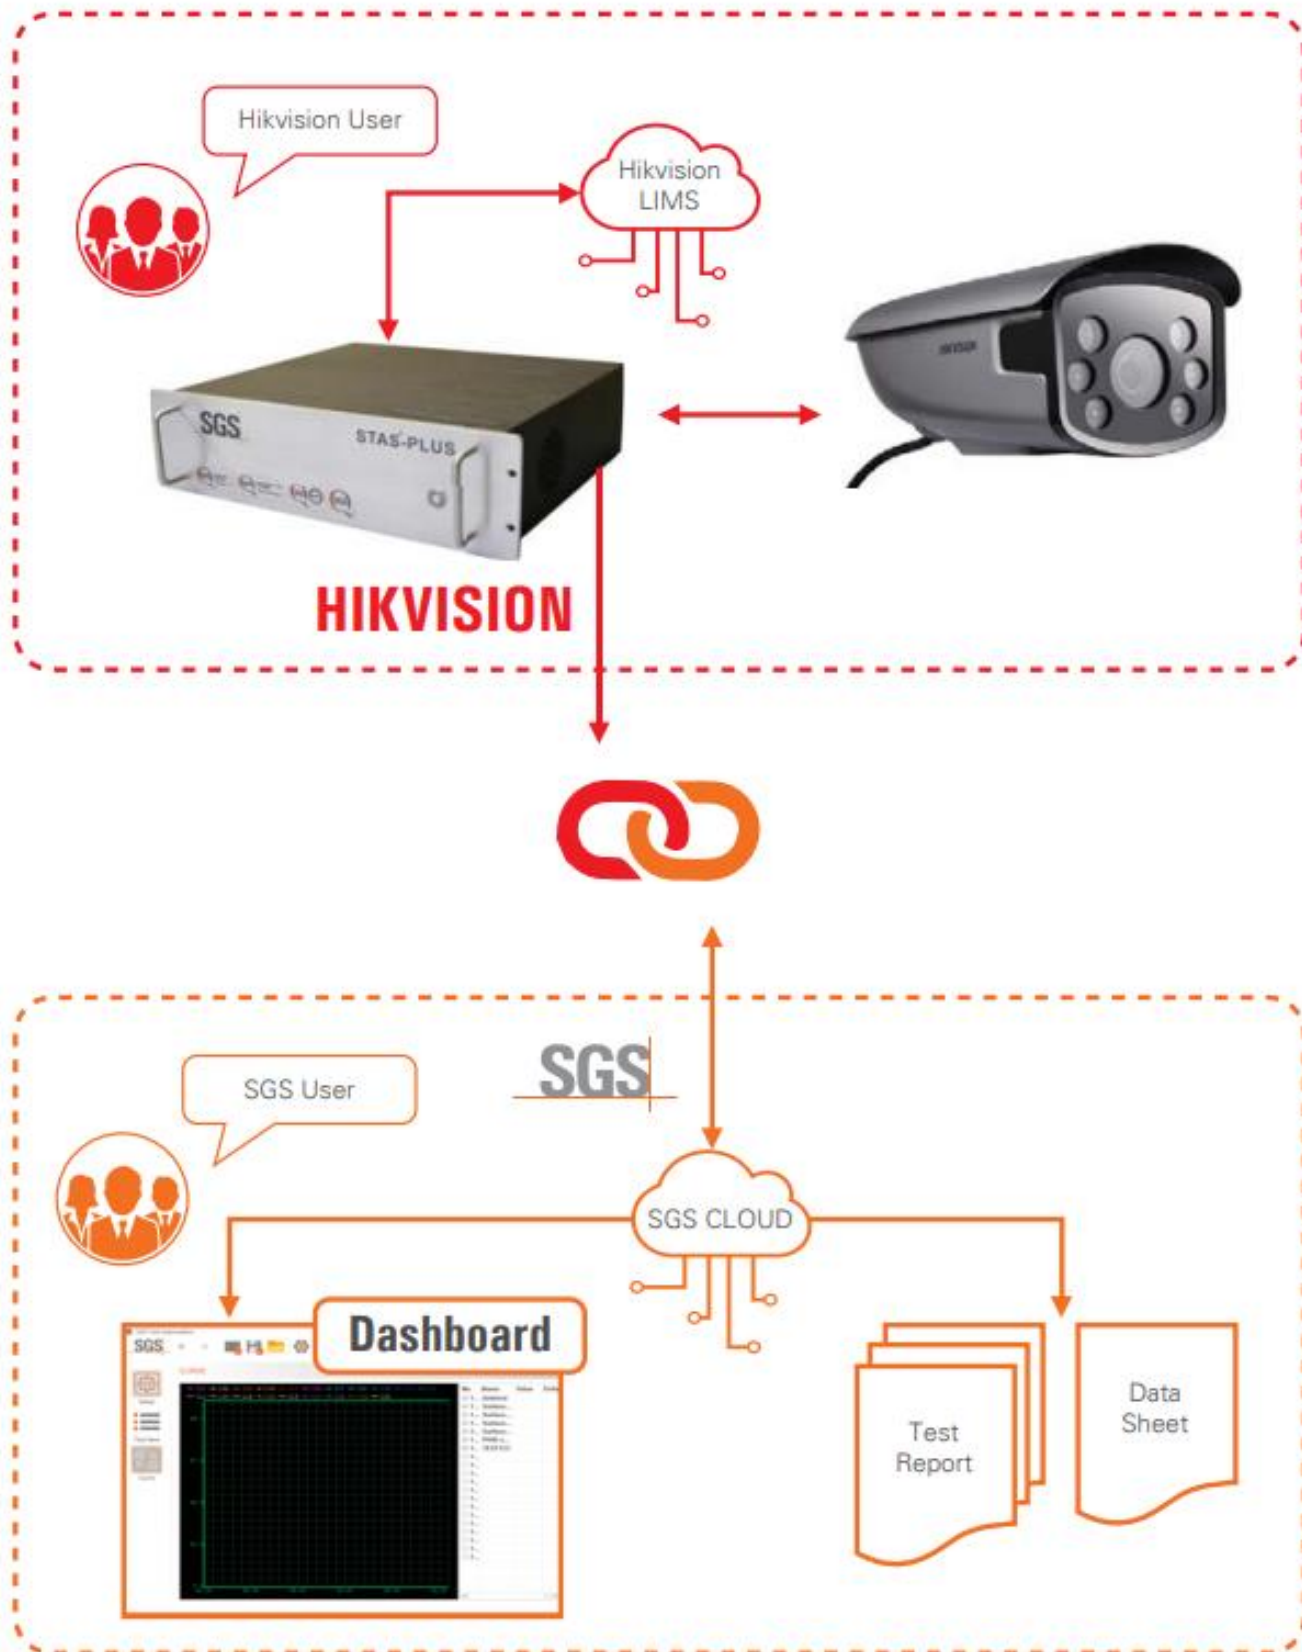 Hikvision User
Hikvision
LIMS
HIKVISION
SGS
STAS-PLUS
HIKVISION
SGS
SGS User
SGS CLOUD
Dashboard
SGS
Data
Sheet
Test
Report